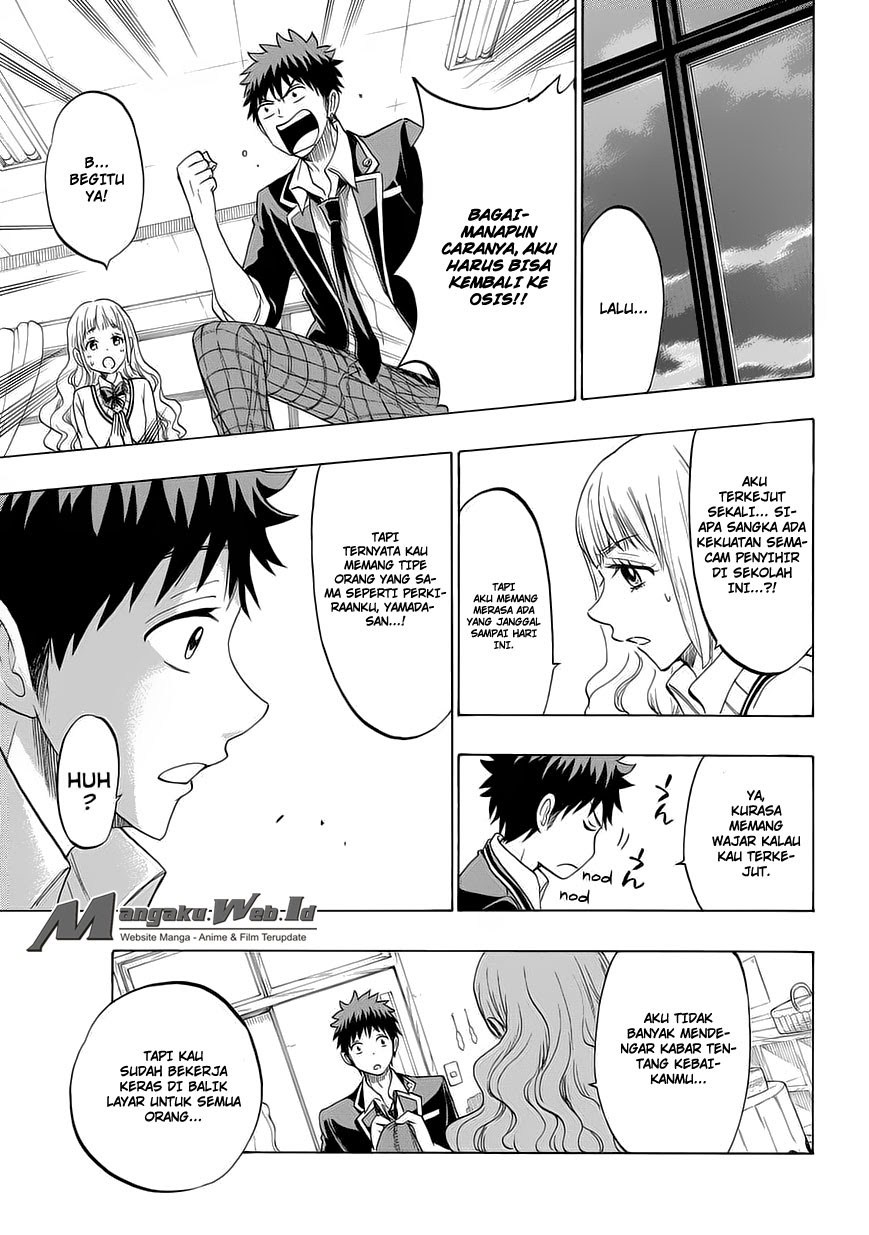 LALU...
BAGAI-
MANAPUN
CARANYA, AKU
HARUS BISA
KEMBALI KE
OSIS!!
B...
BEGITU
YA!
AKU
TERKEJUT
SEKALI... SI-
APA SANGKA ADA
KEKUATAN SEMA-
CAM PENYIHIR
DI SEKOLAH
INI...?!
TAPI
AKU MEMANG
MERASA ADA
YANG JANGGAL
SAMPAI HARI
INI.
YA,
KURASA
MEMANG
WAJAR KALAU
KAU TERKE-
JUT.
うん
うん
nod
nod
TAPI
TERNYATA KAU
MEMANG TIPE
ORANG YANG SA-
MA SEPERTI PERKI-
RAANKU, YAMADA-
SAN...!
HUH
?
Mangaku.Web.Id
Website Manga - Anime & Film Terupdate
AKU TIDAK
BANYAK MENDE-
NGAR KABAR TEN-
TANG KEBAI-
KANMU...
TAPI KAU
SUDAH BEKERJA
KERAS DI BALIK
LAYAR UNTUK SEMUA
ORANG...